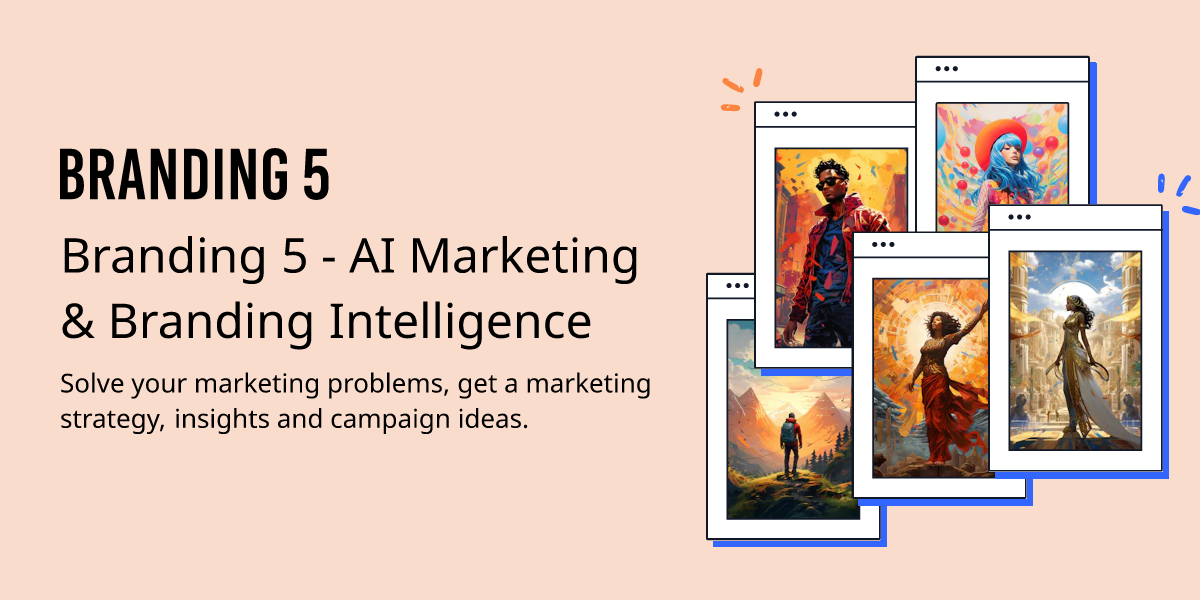 BRANDING 5
Branding 5 - AI Marketing
& Branding Intelligence
Solve your marketing problems, get a marketing
strategy, insights and campaign ideas.